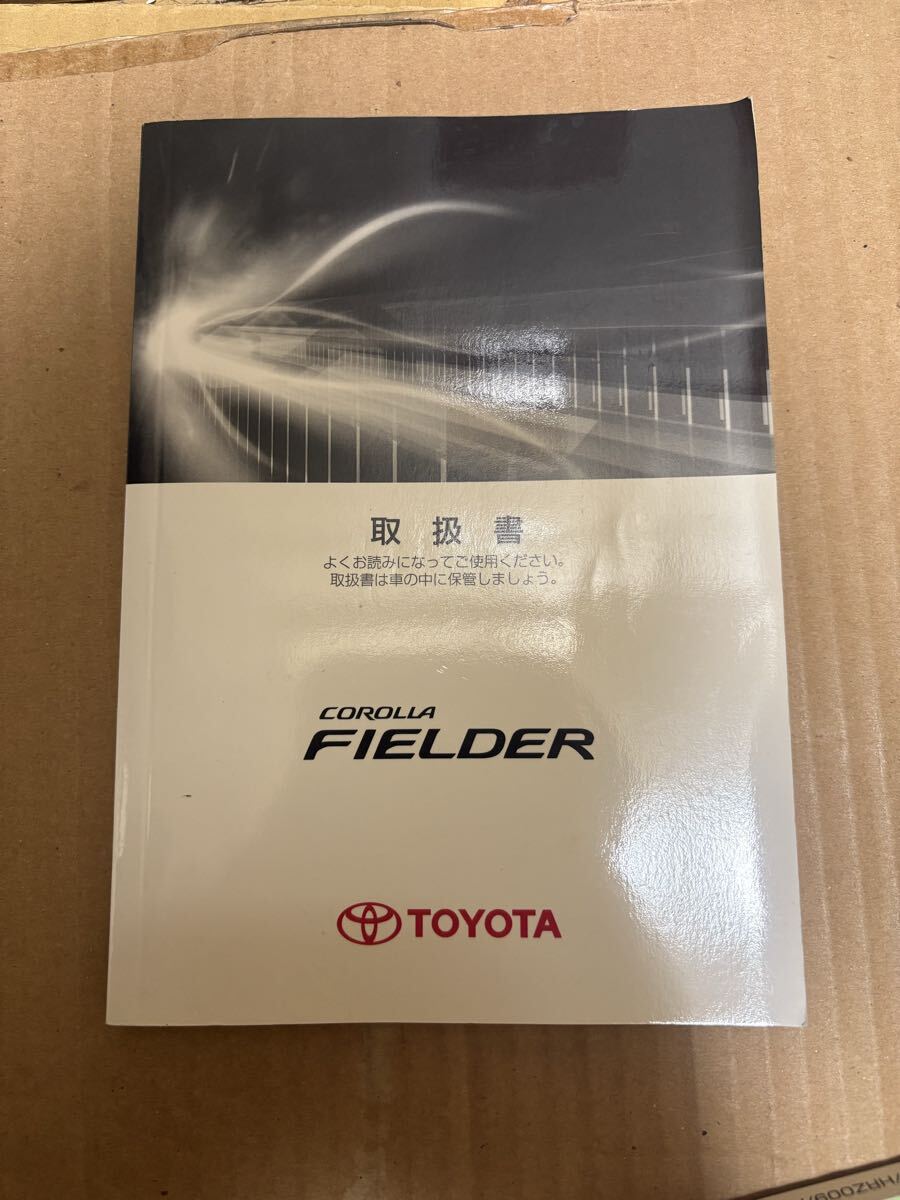 取扱書
よくお読みになってご使用ください。
取扱書は車の中に保管しましょう。
COROLLA
FIELDER
TOYOTA